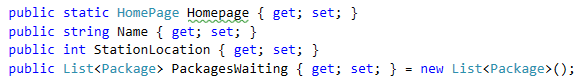 public static HomePage Homepage { get; set; }
public string Name { get; set; }
public int StationLocation { get; set; }
public List<Package> PackagesWaiting { get; set; } = new List<Package>();